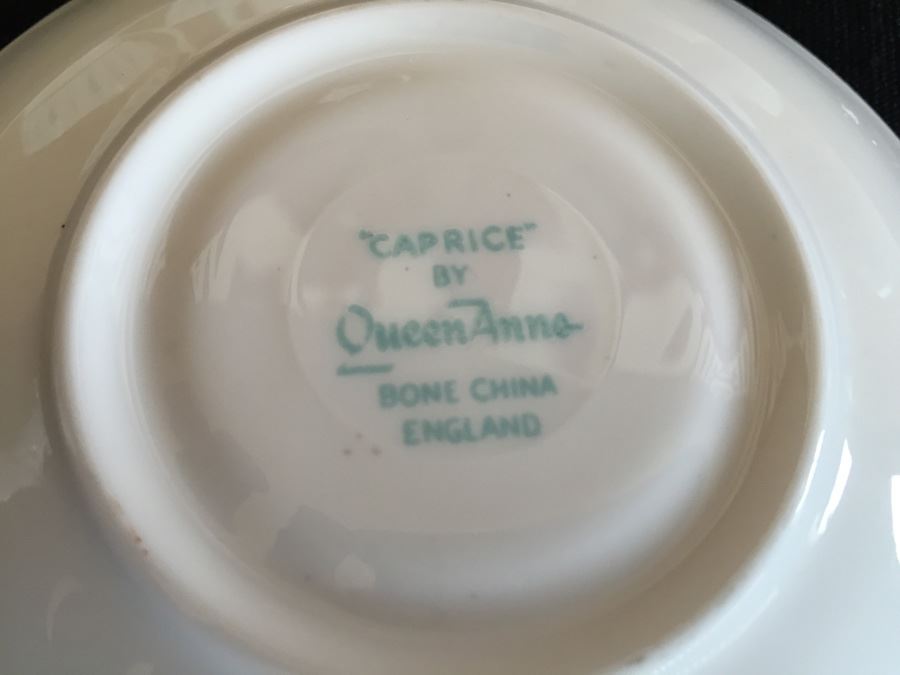 "CAPRICE"
BY
Queen Anne
BONE CHINA
ENGLAND